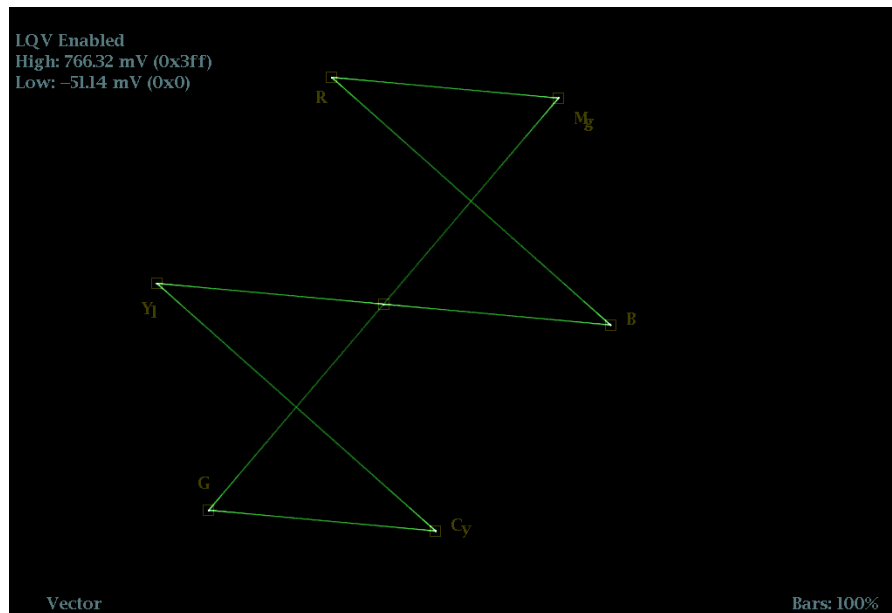 LQV Enabled
High: 766.32 mV (0x3ff)
Low: −51.14 mV (0x0)
R
Mg
Yl
B
G
Cy
Vector
Bars: 100%